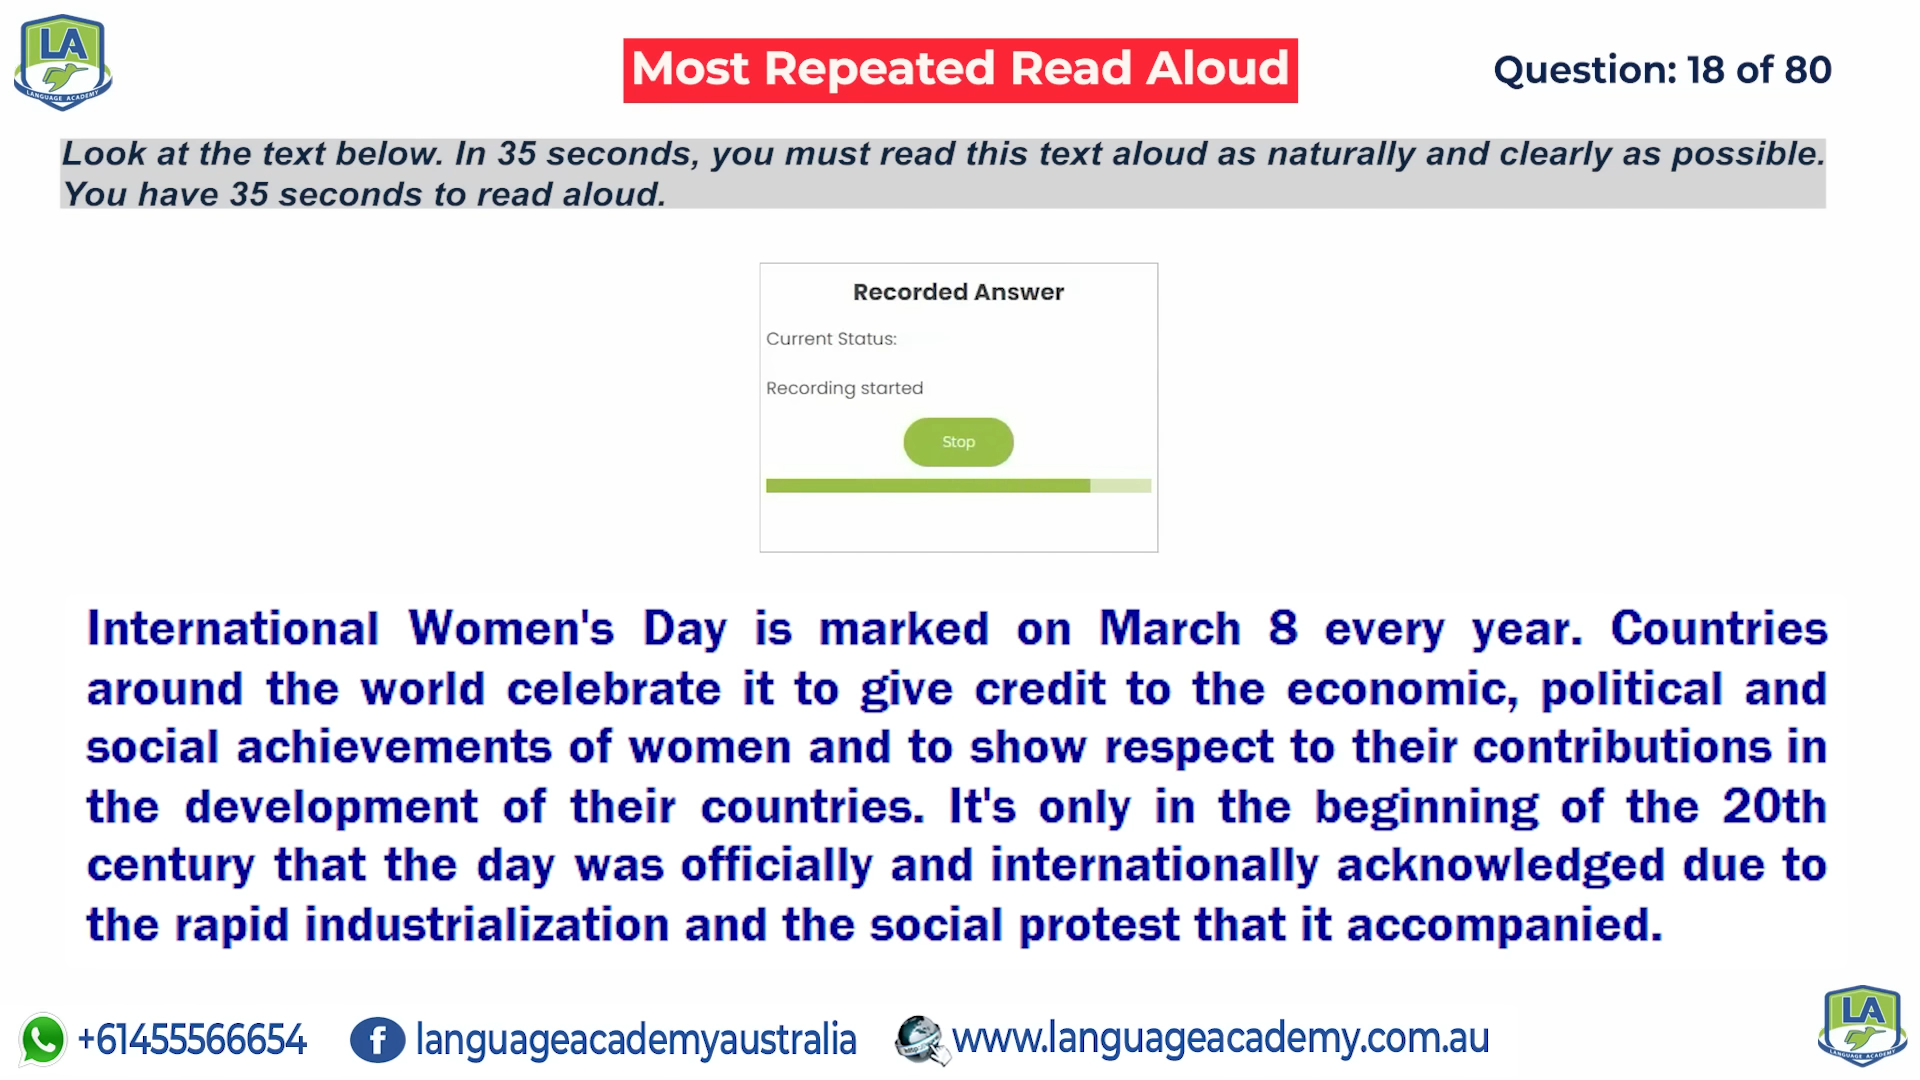 LA
LANGUAGE ACADEMY
Most Repeated Read Aloud
Question: 18 of 80
Look at the text below. In 35 seconds, you must read this text aloud as naturally and clearly as possible.
You have 35 seconds to read aloud.
Recorded Answer
Current Status:
Recording started
Stop
International Women's Day is marked on March 8 every year. Countries
around the world celebrate it to give credit to the economic, political and
social achievements of women and to show respect to their contributions in
the development of their countries. It's only in the beginning of the 20th
century that the day was officially and internationally acknowledged due to
the rapid industrialization and the social protest that it accompanied.
+61455566654
f
languageacademyaustralia
http://
www.languageacademy.com.au
LA
LANGUAGE ACADEMY